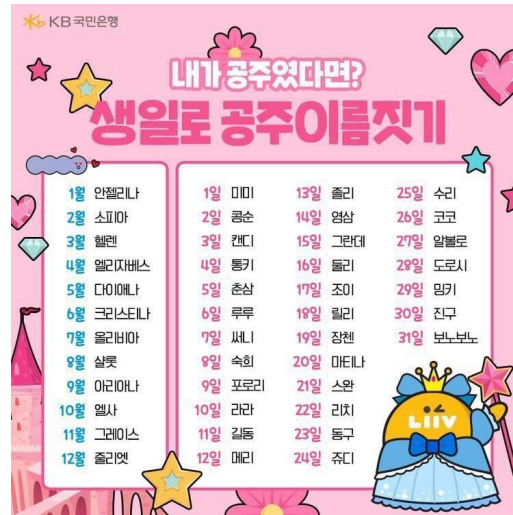 KB 국민은행
내가 공주였다면?
생일로 공주이름짓기
1월 안젤리나
2월 소피아
3월 헬렌
4월 엘리자베스
5월 다이애나
6월 크리스티나
7월 올리비아
8월 샬롯
9월 아리아나
10월 엘사
11월 그레이스
12월 줄리엣
1일 미미
2일 콩순
3일 캔디
4일 통키
5일 춘삼
6일 루루
7일 써니
8일 숙희
9일 포로리
10일 라라
11일 길동
12일 메리
13일 졸리
14일 영삼
15일 그란데
16일 둘리
17일 조이
18일 릴리
19일 장첸
20일 마티나
21일 스완
22일 리치
23일 동구
24일 쥬디
25일 수리
26일 코코
27일 알볼로
28일 도로시
29일 밍키
30일 진구
31일 보노보노
Liiv